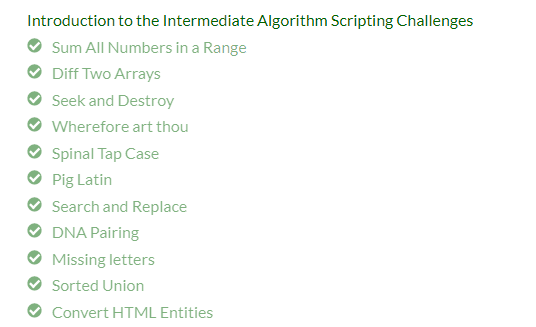 Introduction to the Intermediate Algorithm Scripting Challenges
Sum All Numbers in a Range
Diff Two Arrays
Seek and Destroy
Wherefore art thou
Spinal Tap Case
Pig Latin
Search and Replace
DNA Pairing
Missing letters
Sorted Union
Convert HTML Entities